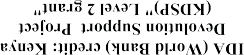 IDA (World Bank) credit: Kenya
Devolution Support Project
(KDSP)" Level 2 grant"